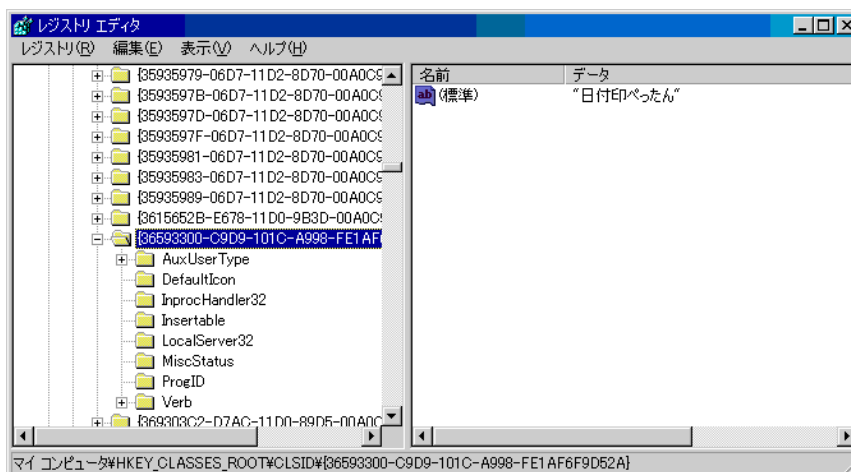 レジストリ エディタ
レジストリ(R) 編集(E) 表示(V) ヘルプ(H)
{35935979-06D7-11D2-8D70-00A0C9
{3593597B-06D7-11D2-8D70-00A0C9
{3593597D-06D7-11D2-8D70-00A0C9
{3593597F-06D7-11D2-8D70-00A0C9
{35935981-06D7-11D2-8D70-00A0C9
{35935983-06D7-11D2-8D70-00A0C9
{35935989-06D7-11D2-8D70-00A0C9
{3615652B-E678-11D0-9B3D-00A0C9
{36593300-C9D9-101C-A998-FE1AF
AuxUserType
DefaultIcon
InprocHandler32
Insertable
LocalServer32
MiscStatus
ProgID
Verb
{369303C2-D7AC-11D0-89D5-00A0C
名前 データ
ab (標準) "日付印ぺったん"
マイ コンピュータ¥HKEY_CLASSES_ROOT¥CLSID¥{36593300-C9D9-101C-A998-FE1AF6F9D52A}